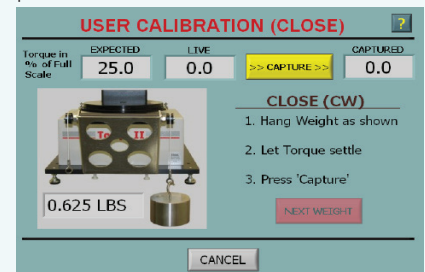 USER CALIBRATION (CLOSE)
?
Torque in % of Full Scale
EXPECTED
25.0
LIVE
0.0
>> CAPTURE >>
CAPTURED
0.0
To II
0.625 LBS
CLOSE (CW)
1. Hang Weight as shown
2. Let Torque settle
3. Press 'Capture'
NEXT WEIGHT
CANCEL